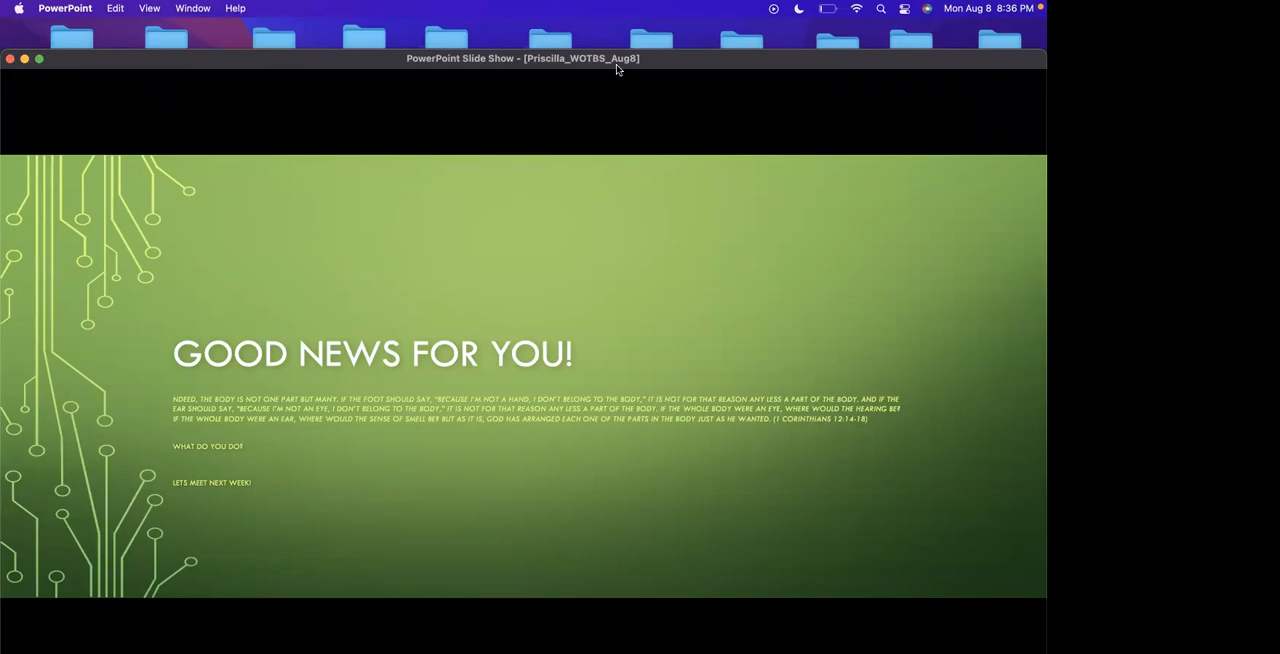 PowerPoint Edit View Window Help Mon Aug 8 8:36 PM
PowerPoint Slide Show - [Priscilla_WOTBS_Aug8]
GOOD NEWS FOR YOU!
NDEED, THE BODY IS NOT ONE PART BUT MANY. IF THE FOOT SHOULD SAY, "BECAUSE I'M NOT A HAND, I DON'T BELONG TO THE BODY," IT IS NOT FOR THAT REASON ANY LESS A PART OF THE BODY. AND IF THE
EAR SHOULD SAY, "BECAUSE I'M NOT AN EYE, I DON'T BELONG TO THE BODY," IT IS NOT FOR THAT REASON ANY LESS A PART OF THE BODY. IF THE WHOLE BODY WERE AN EYE, WHERE WOULD THE HEARING BE?
IF THE WHOLE BODY WERE AN EAR, WHERE WOULD THE SENSE OF SMELL BE? BUT AS IT IS, GOD HAS ARRANGED EACH ONE OF THE PARTS IN THE BODY JUST AS HE WANTED. (1 CORINTHIANS 12:14-18)
WHAT DO YOU DO?
LETS MEET NEXT WEEK!